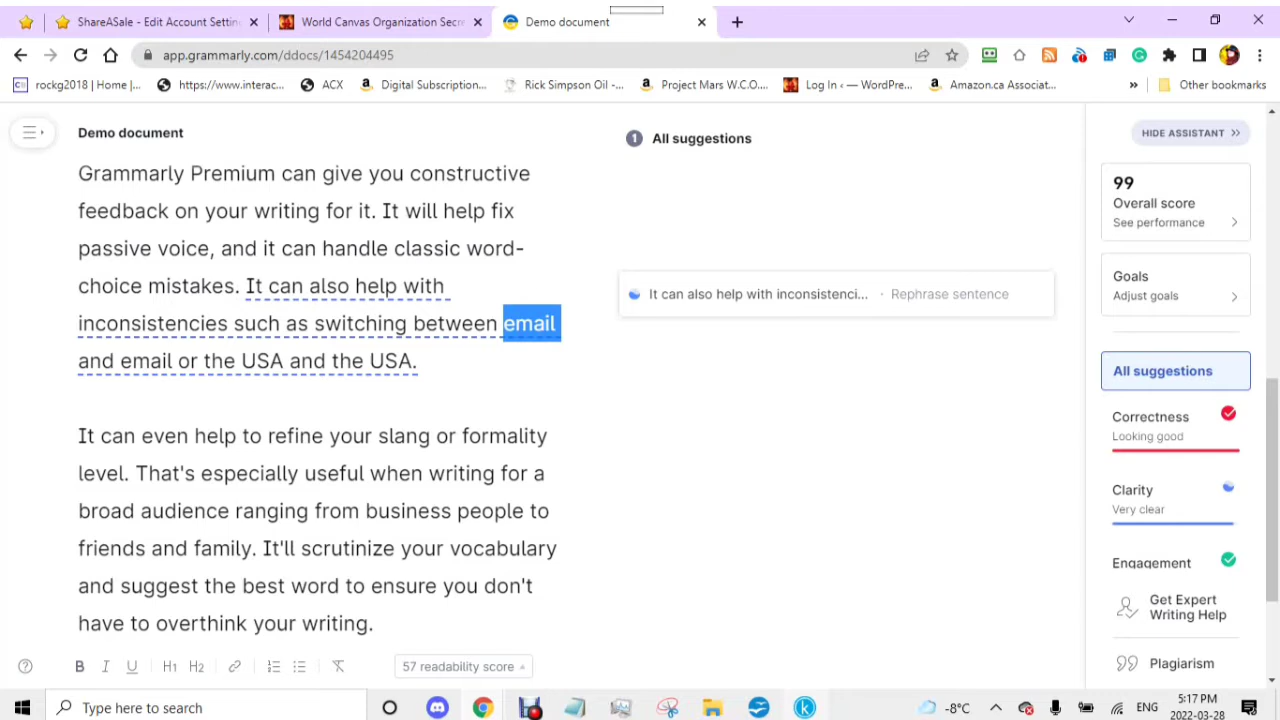 ShareASale - Edit Account Settin
World Canvas Organization Secre
Demo document
app.grammarly.com/ddocs/1454204495
rockg2018 | Home |...
https://www.interac...
ACX
Digital Subscription...
Rick Simpson Oil -...
Project Mars W.C.O....
Log In ‹ — WordPre...
Amazon.ca Associat...
»
Other bookmarks
Demo document
Grammarly Premium can give you constructive
feedback on your writing for it. It will help fix
passive voice, and it can handle classic word-
choice mistakes. It can also help with
inconsistencies such as switching between email
and email or the USA and the USA.
It can even help to refine your slang or formality
level. That's especially useful when writing for a
broad audience ranging from business people to
friends and family. It'll scrutinize your vocabulary
and suggest the best word to ensure you don't
have to overthink your writing.
B I U H1 H2
57 readability score
1 All suggestions
It can also help with inconsistenci... · Rephrase sentence
HIDE ASSISTANT
99
Overall score
See performance
Goals
Adjust goals
All suggestions
Correctness
Looking good
Clarity
Very clear
Engagement
Get Expert
Writing Help
Plagiarism
Type here to search
-8°C
ENG
5:17 PM
2022-03-28